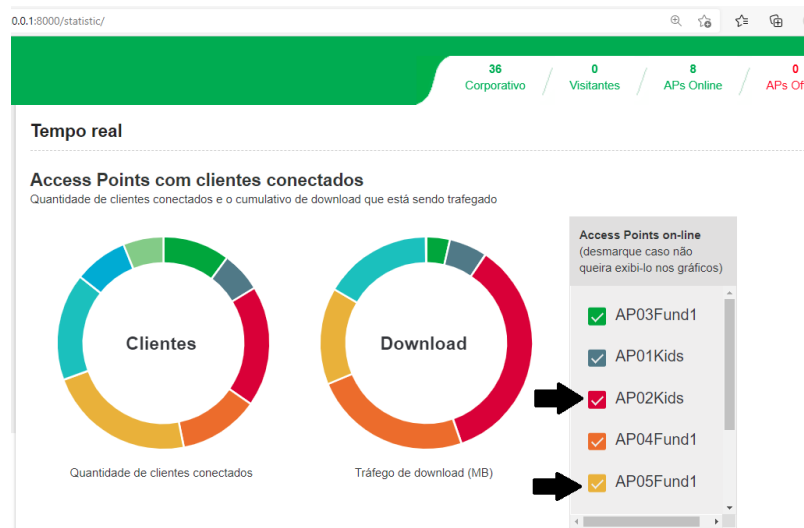 0.0.1:8000/statistic/
36
Corporativo
0
Visitantes
8
APs Online
0
APs Of
Tempo real
Access Points com clientes conectados
Quantidade de clientes conectados e o cumulativo de download que está sendo trafegado
Clientes
Quantidade de clientes conectados
Download
Tráfego de download (MB)
Access Points on-line
(desmarque caso não
queira exibi-lo nos gráficos)
AP03Fund1
AP01Kids
AP02Kids
AP04Fund1
AP05Fund1